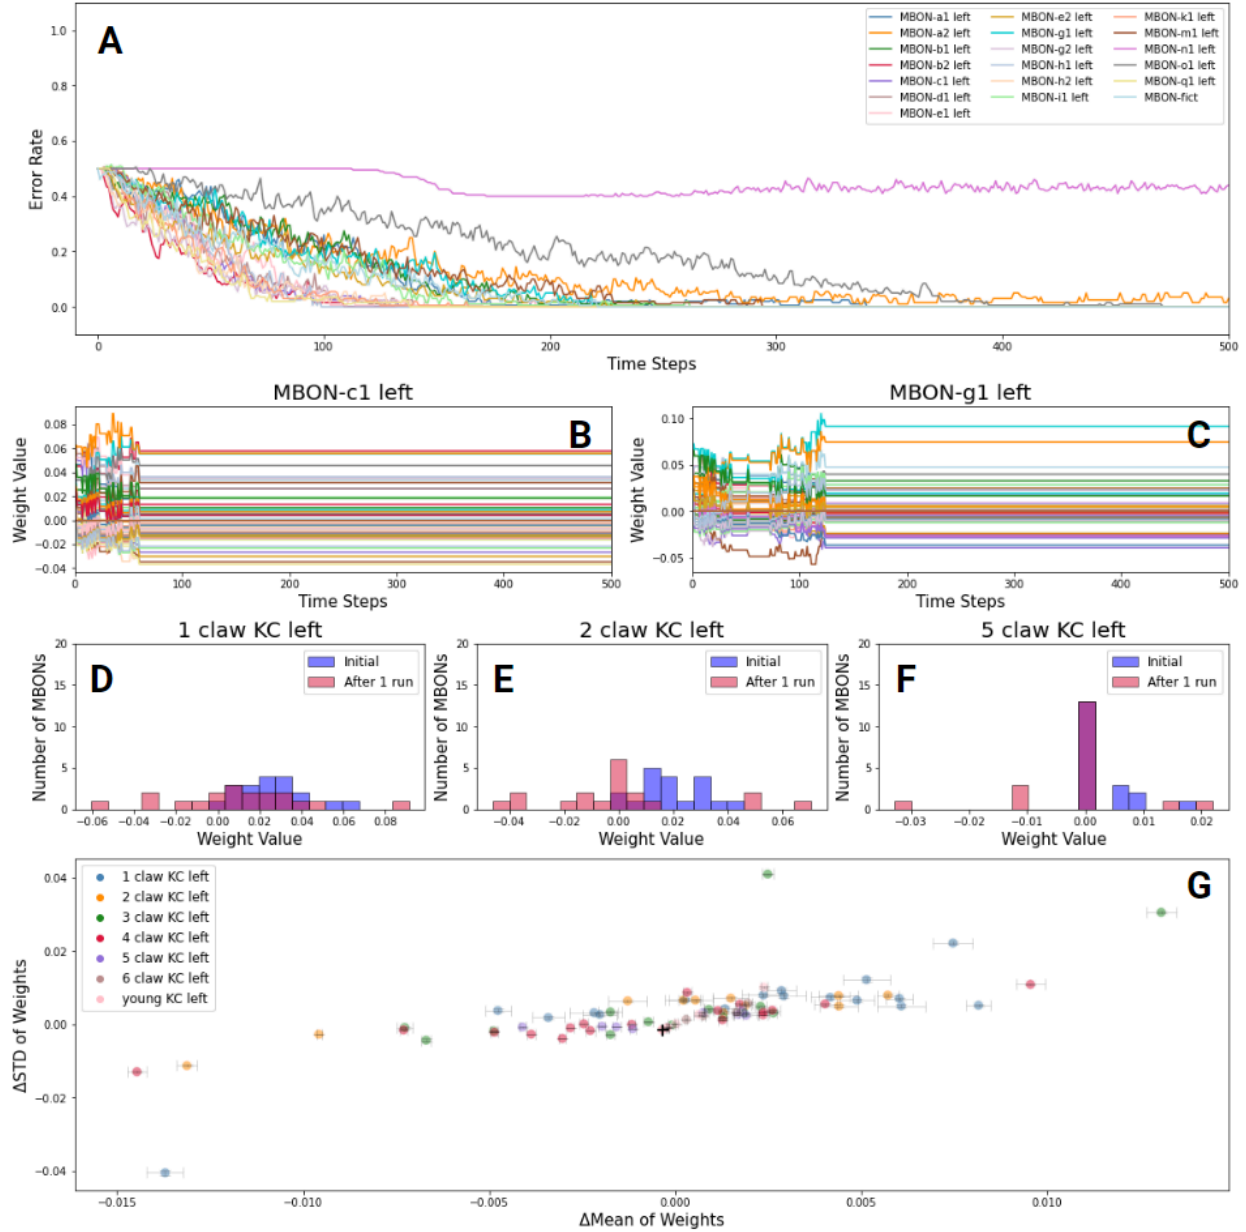 A
1.0
0.8
0.6
0.4
0.2
0.0
Error Rate
MBON-a1 left
MBON-a2 left
MBON-b1 left
MBON-b2 left
MBON-c1 left
MBON-d1 left
MBON-e1 left
MBON-e2 left
MBON-g1 left
MBON-g2 left
MBON-h1 left
MBON-h2 left
MBON-i1 left
MBON-k1 left
MBON-m1 left
MBON-n1 left
MBON-o1 left
MBON-q1 left
MBON-fict
0 100 200 300 400 500
Time Steps
MBON-c1 left
B
0.08
0.06
0.04
0.02
0.00
−0.02
−0.04
Weight Value
0 100 200 300 400 500
Time Steps
MBON-g1 left
C
0.10
0.05
0.00
−0.05
Weight Value
0 100 200 300 400 500
Time Steps
1 claw KC left
D
Initial
After 1 run
20
15
10
5
0
Number of MBONs
−0.06 −0.04 −0.02 0.00 0.02 0.04 0.06 0.08
Weight Value
2 claw KC left
E
Initial
After 1 run
20
15
10
5
0
Number of MBONs
−0.04 −0.02 0.00 0.02 0.04 0.06
Weight Value
5 claw KC left
F
Initial
After 1 run
20
15
10
5
0
Number of MBONs
−0.03 −0.02 −0.01 0.00 0.01 0.02
Weight Value
G
1 claw KC left
2 claw KC left
3 claw KC left
4 claw KC left
5 claw KC left
6 claw KC left
young KC left
0.04
0.02
0.00
−0.02
−0.04
ΔSTD of Weights
−0.015 −0.010 −0.005 0.000 0.005 0.010
ΔMean of Weights